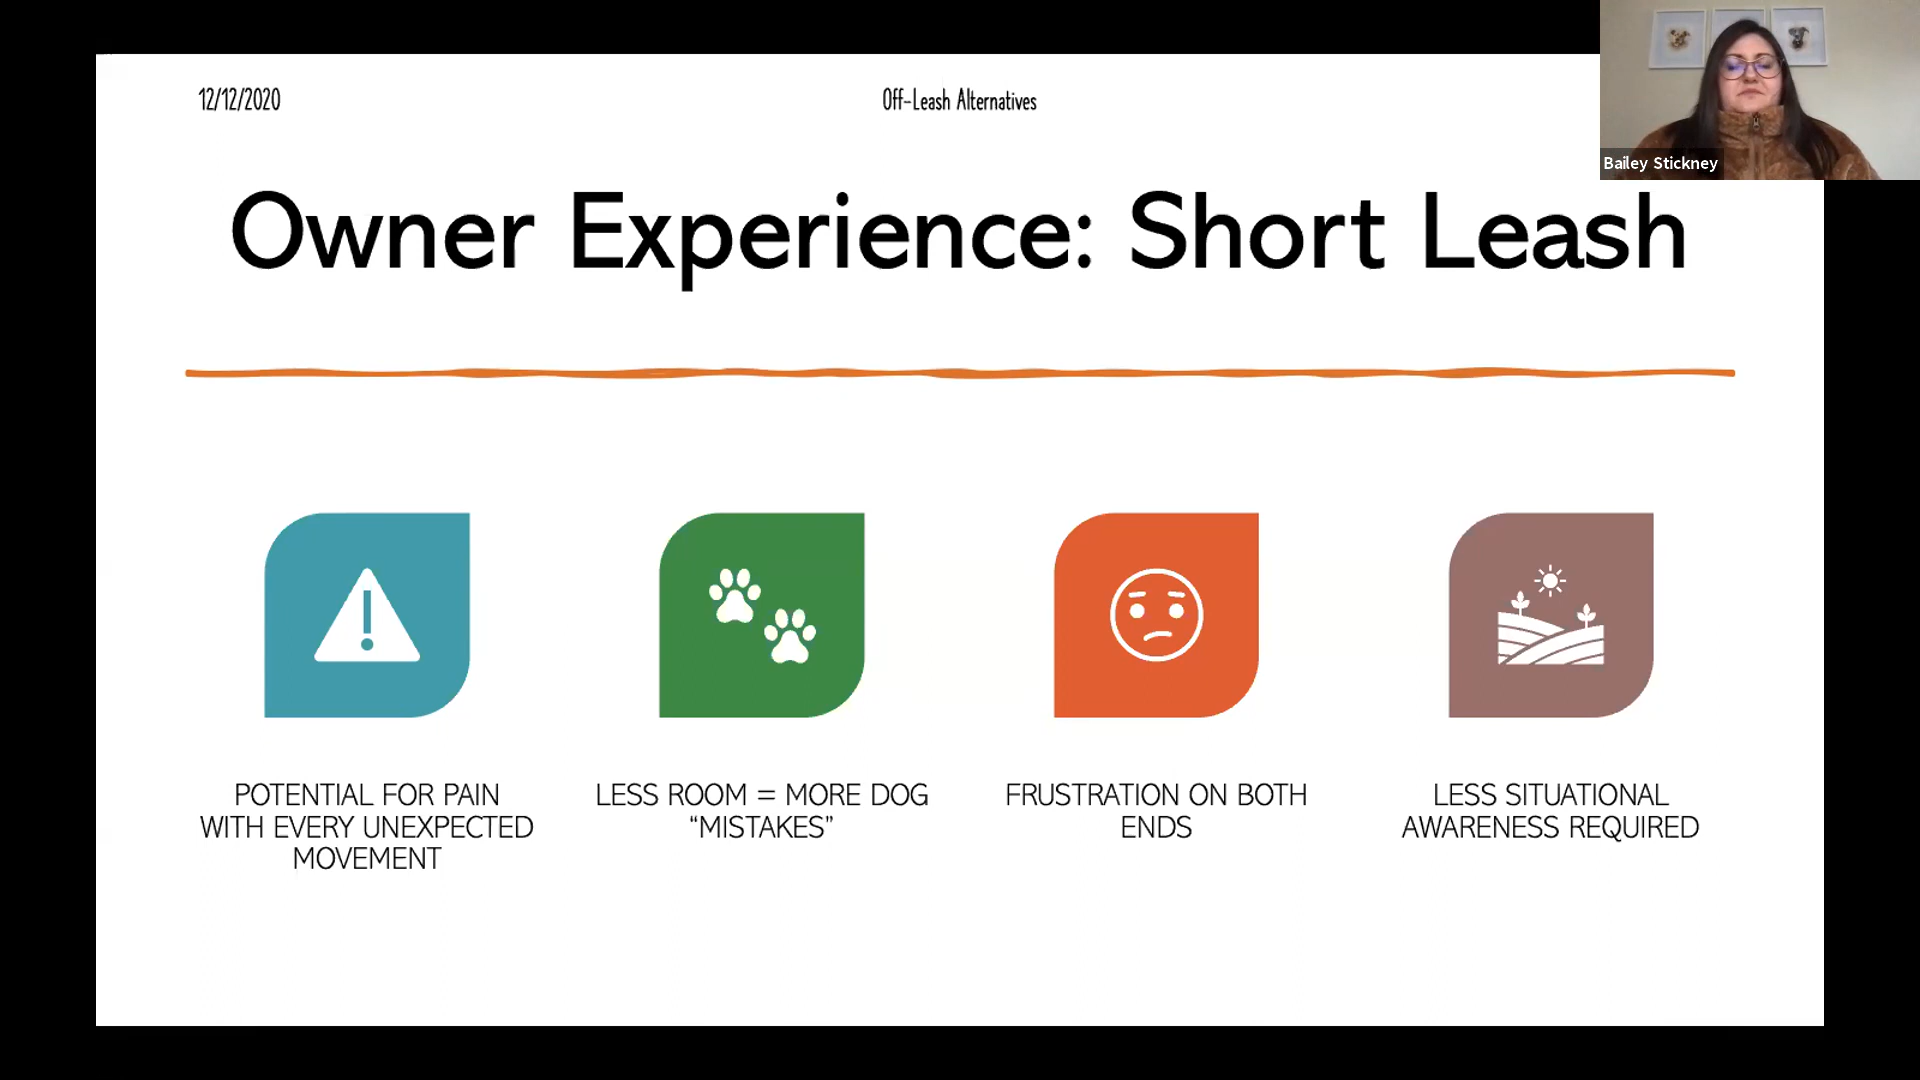 12/12/2020
Off-Leash Alternatives
Bailey Stickney
Owner Experience: Short Leash
POTENTIAL FOR PAIN
WITH EVERY UNEXPECTED
MOVEMENT
LESS ROOM = MORE DOG
“MISTAKES”
FRUSTRATION ON BOTH
ENDS
LESS SITUATIONAL
AWARENESS REQUIRED